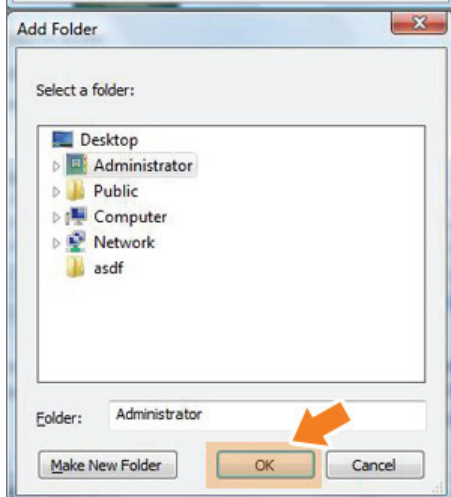 Add Folder
Select a folder:
Desktop
Administrator
Public
Computer
Network
asdf
Folder: Administrator
Make New Folder OK Cancel